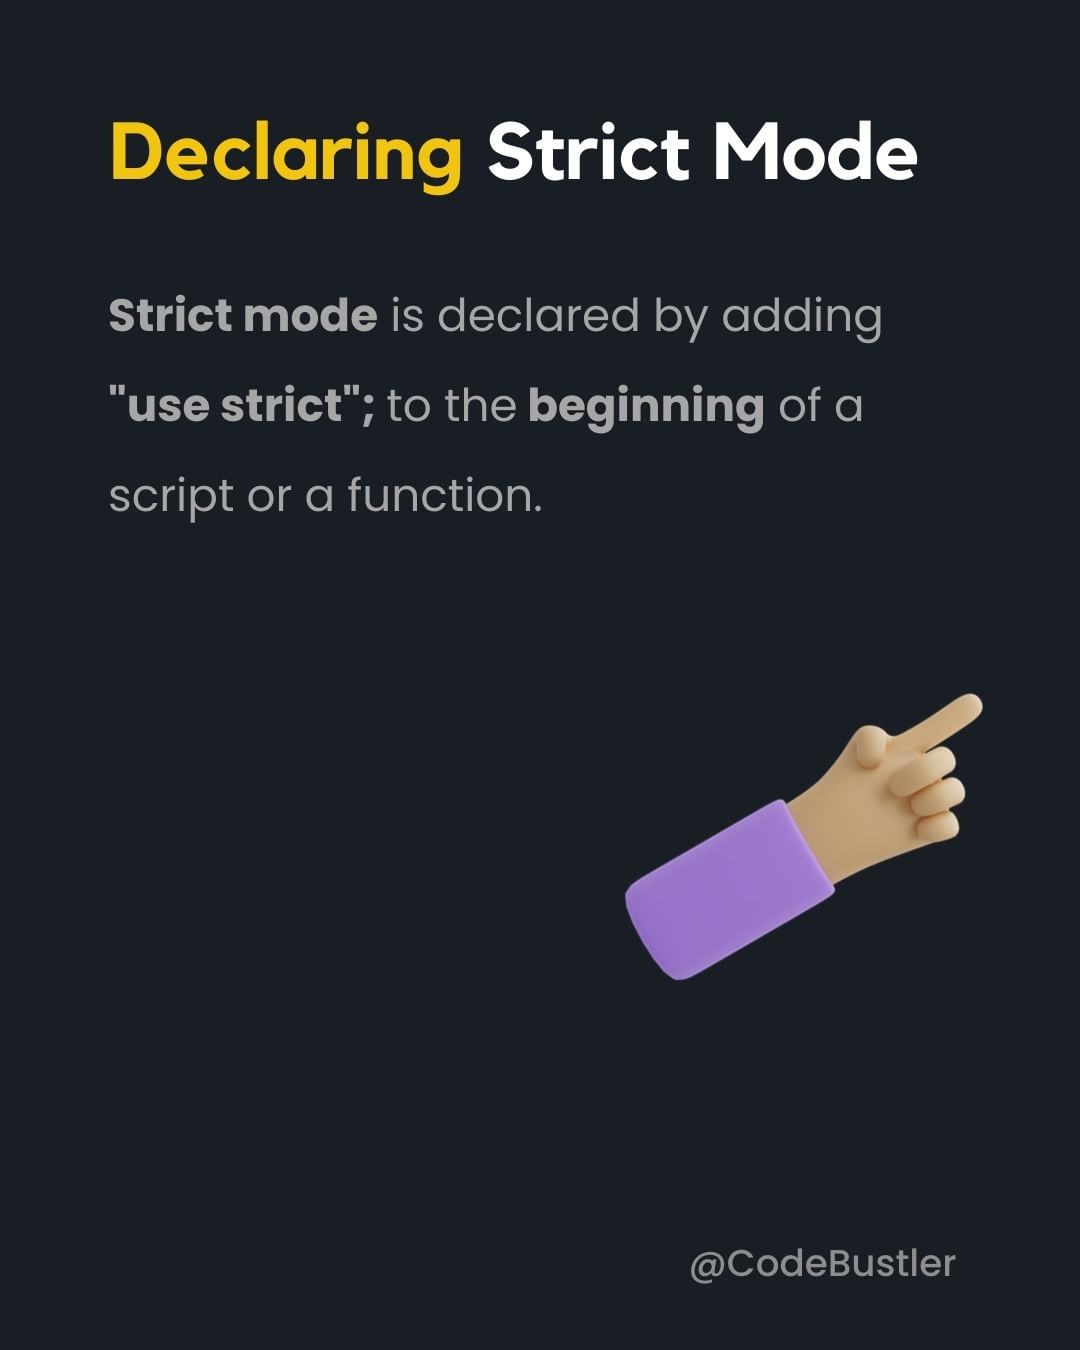 Declaring Strict Mode
Strict mode is declared by adding
"use strict"; to the beginning of a
script or a function.
@CodeBustler